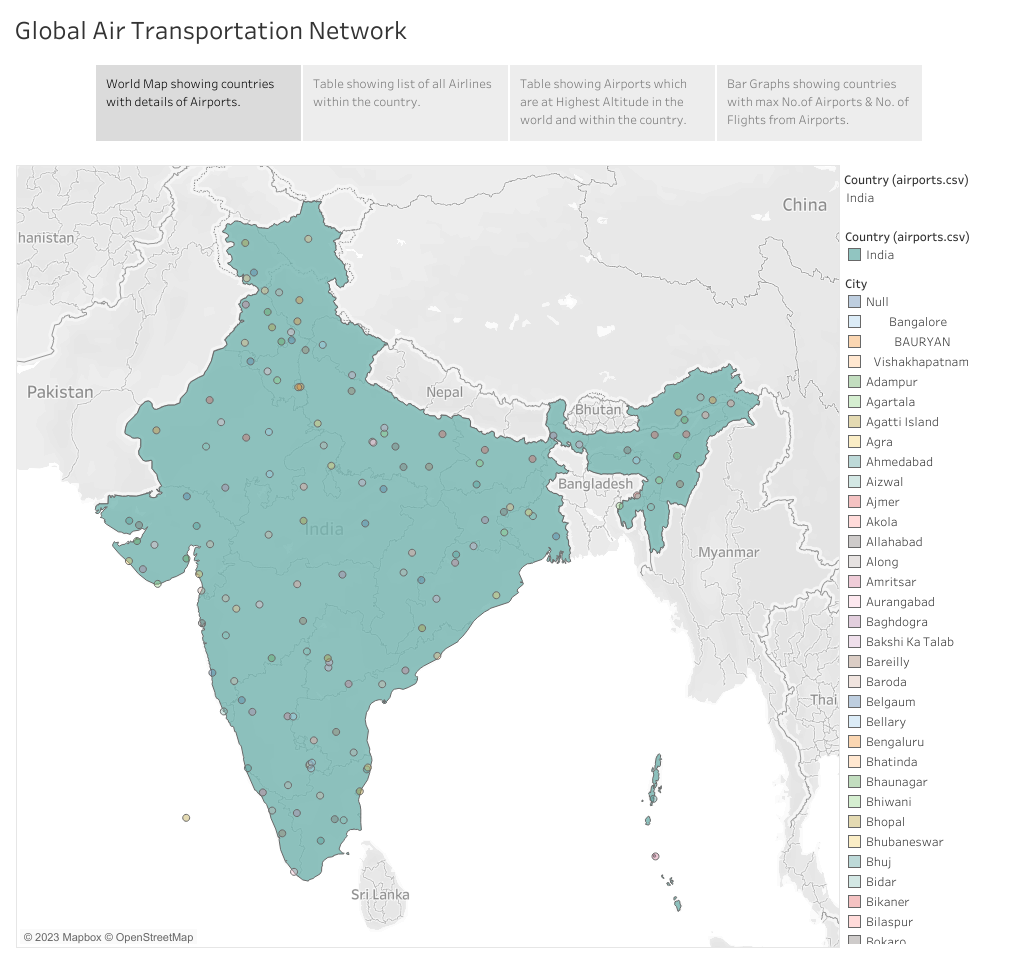 Global Air Transportation Network
World Map showing countries
with details of Airports.
Table showing list of all Airlines
within the country.
Table showing Airports which
are at Highest Altitude in the
world and within the country.
Bar Graphs showing countries
with max No.of Airports & No. of
Flights from Airports.
China
hanistan
Pakistan
Nepal
Bhutan
Bangladesh
India
Myanmar
Thai
Sri Lanka
© 2023 Mapbox © OpenStreetMap
Country (airports.csv)
India
Country (airports.csv)
India
City
Null
Bangalore
BAURYAN
Vishakhapatnam
Adampur
Agartala
Agatti Island
Agra
Ahmedabad
Aizwal
Ajmer
Akola
Allahabad
Along
Amritsar
Aurangabad
Baghdogra
Bakshi Ka Talab
Bareilly
Baroda
Belgaum
Bellary
Bengaluru
Bhatinda
Bhaunagar
Bhiwani
Bhopal
Bhubaneswar
Bhuj
Bidar
Bikaner
Bilaspur
Bokaro